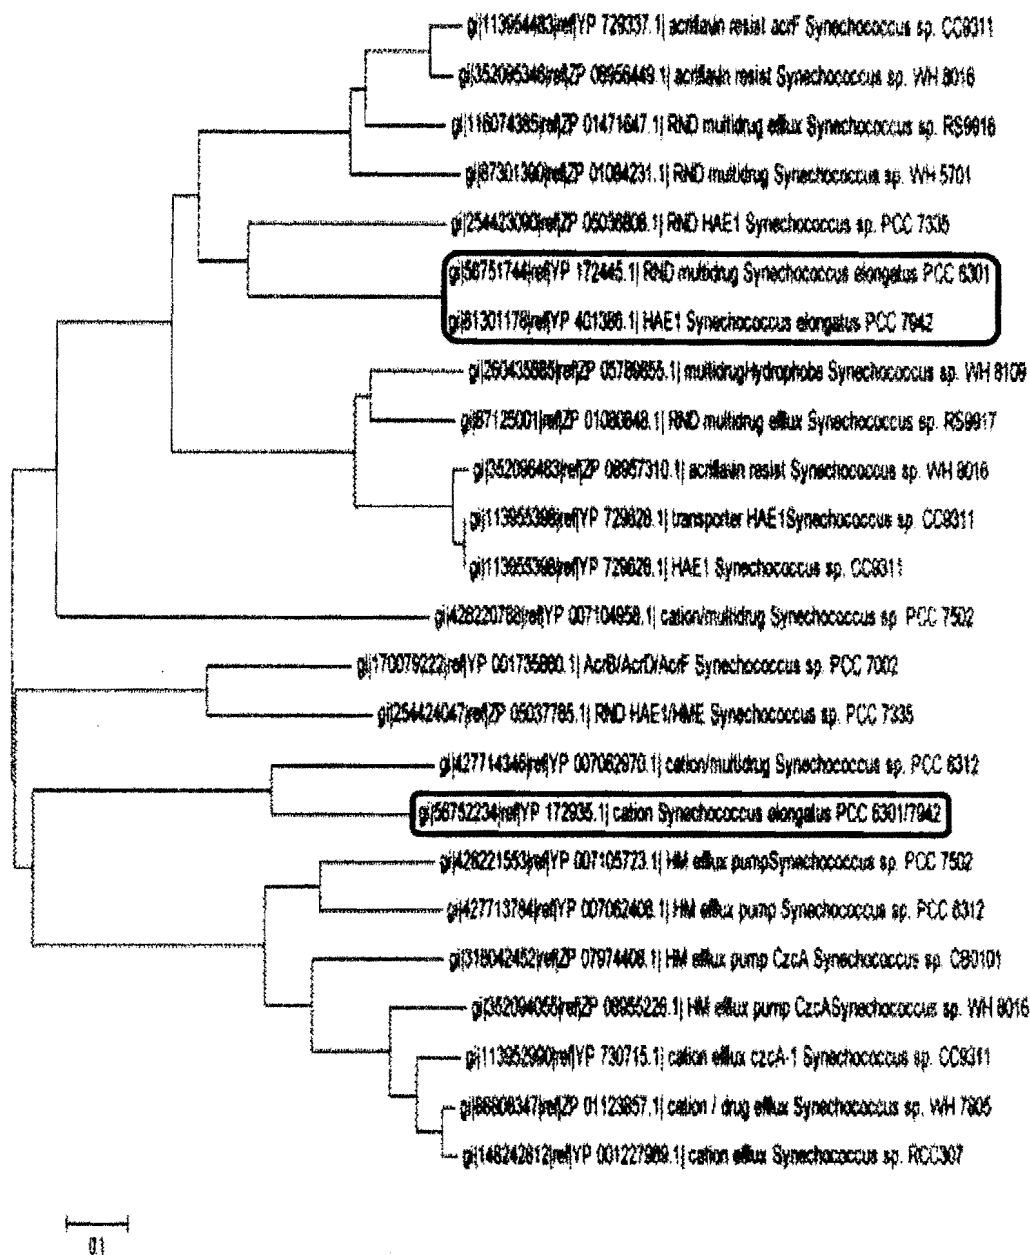 gi|113954483|ref|YP 729337.1| acriflavin resist acrF Synechococcus sp. CC9311
gi|352095346|ref|ZP 08956449.1| acriflavin resist Synechococcus sp. WH 8016
gi|116074385|ref|ZP 01471647.1| RND multidrug efflux Synechococcus sp. RS9916
gi|87301390|ref|ZP 01084231.1| RND multidrug Synechococcus sp. WH 5701
gi|254423090|ref|ZP 05036808.1| RND HAE1 Synechococcus sp. PCC 7335
gi|56751744|ref|YP 172445.1| RND multidrug Synechococcus elongatus PCC 6301
gi|81301178|ref|YP 401386.1| HAE1 Synechococcus elongatus PCC 7942
gi|260435885|ref|ZP 05789855.1| multidrugHydrophobe Synechococcus sp. WH 8109
gi|87125001|ref|ZP 01080848.1| RND multidrug efflux Synechococcus sp. RS9917
gi|352096483|ref|ZP 08957310.1| acriflavin resist Synechococcus sp. WH 8016
gi|113955398|ref|YP 729828.1| transporter HAE1Synechococcus sp. CC9311
gi|113955398|ref|YP 729828.1| HAE1 Synechococcus sp. CC9311
gi|428220788|ref|YP 007104958.1| cation/multidrug Synechococcus sp. PCC 7502
gi|170079222|ref|YP 001735860.1| AcrB/AcrD/AcrF Synechococcus sp. PCC 7002
gi|254424047|ref|ZP 05037765.1| RND HAE1/HME Synechococcus sp. PCC 7335
gi|427714346|ref|YP 007062970.1| cation/multidrug Synechococcus sp. PCC 6312
gi|56752234|ref|YP 172935.1| cation Synechococcus elongatus PCC 6301/7942
gi|428221553|ref|YP 007105723.1| HM efflux pumpSynechococcus sp. PCC 7502
gi|427713784|ref|YP 007062408.1| HM efflux pump Synechococcus sp. PCC 6312
gi|318042452|ref|ZP 07974408.1| HM efflux pump CzcA Synechococcus sp. CB0101
gi|352094055|ref|ZP 08955226.1| HM efflux pump CzcASynechococcus sp. WH 8016
gi|113952990|ref|YP 730715.1| cation efflux czcA-1 Synechococcus sp. CC9311
gi|88808347|ref|ZP 01123857.1| cation / drug efflux Synechococcus sp. WH 7805
gi|148242812|ref|YP 001227969.1| cation efflux Synechococcus sp. RCC307
0.1